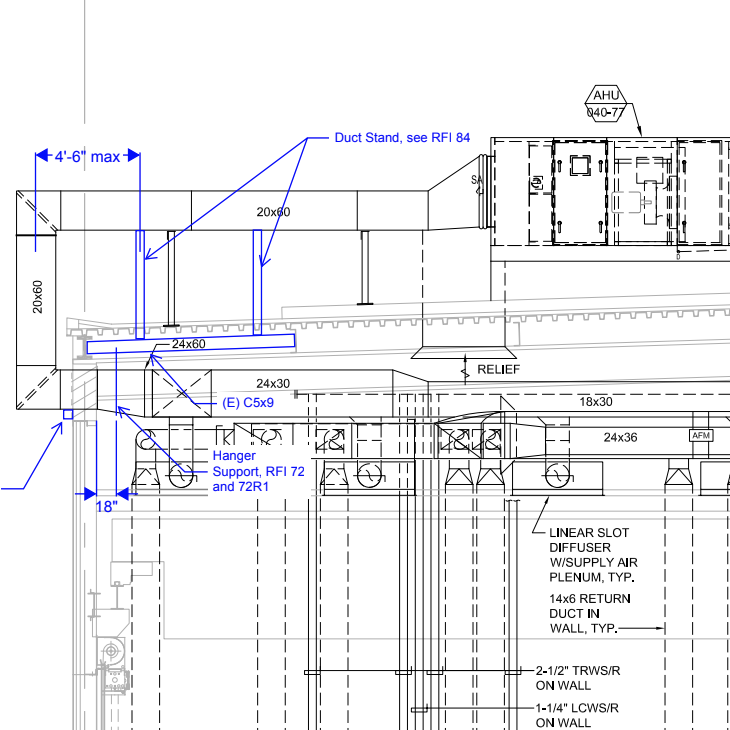 AHU
040-77
4'-6" max
Duct Stand, see RFI 84
SA
20x60
20x60
24x60
RELIEF
24x30
18x30
(E) C5x9
24x36
AFM
Hanger
Support, RFI 72
and 72R1
18"
LINEAR SLOT
DIFFUSER
W/SUPPLY AIR
PLENUM, TYP.
14x6 RETURN
DUCT IN
WALL, TYP.
2-1/2" TRWS/R
ON WALL
1-1/4" LCWS/R
ON WALL